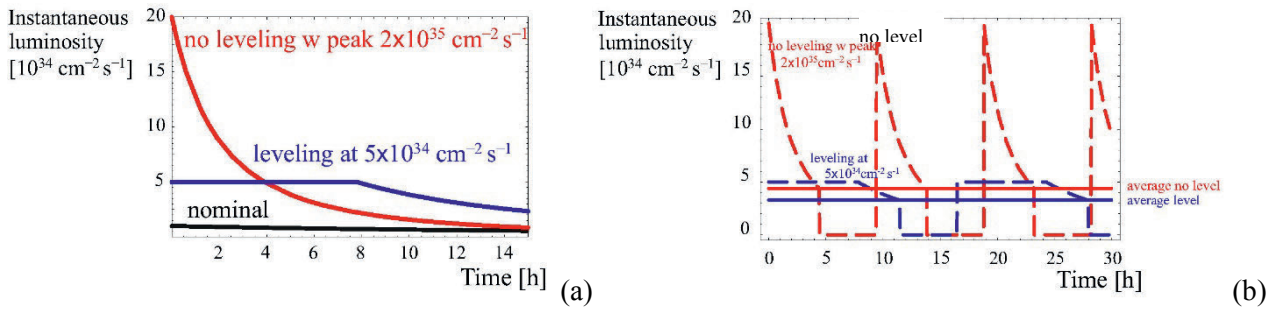 Instantaneous
luminosity
[10³⁴ cm⁻² s⁻¹]
20
15
10
5
no leveling w peak 2x10³⁵ cm⁻² s⁻¹
leveling at 5x10³⁴ cm⁻² s⁻¹
nominal
2 4 6 8 10 12 14
Time [h]
(a)
Instantaneous
luminosity
[10³⁴ cm⁻² s⁻¹]
20
15
10
5
0
no level
no leveling w peak
2x10³⁵cm⁻² s⁻¹
leveling at
5x10³⁴cm⁻² s⁻¹
average no level
average level
0 5 10 15 20 25 30
Time [h]
(b)